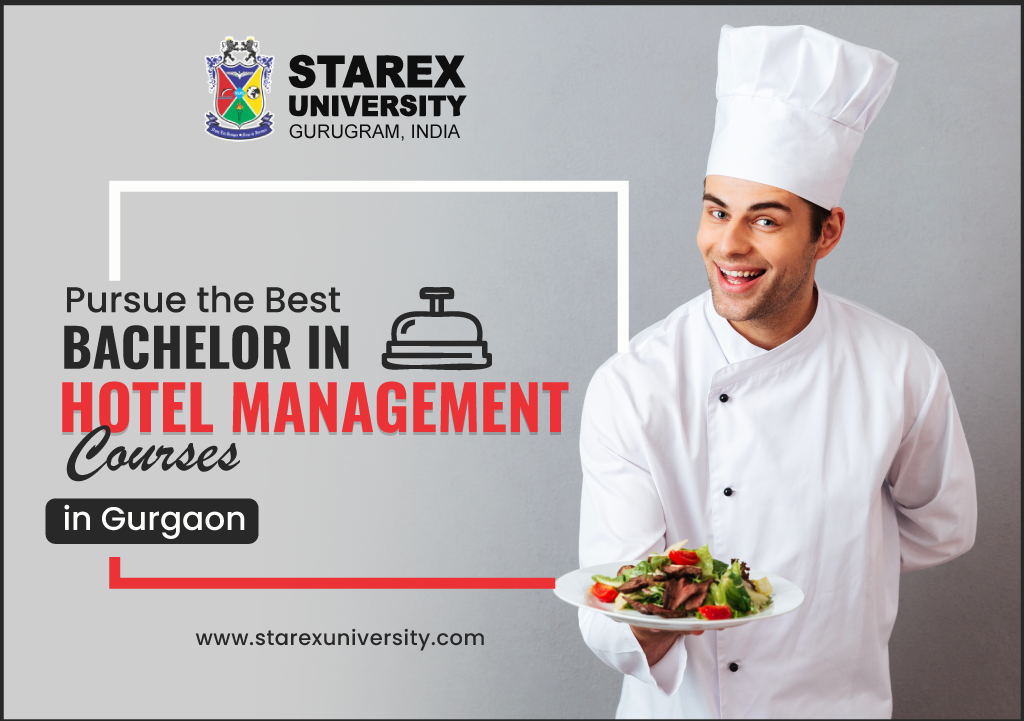 STAREX
UNIVERSITY
GURUGRAM, INDIA
Pursue the Best
BACHELOR IN
HOTEL MANAGEMENT
Courses
in Gurgaon
www.starexuniversity.com